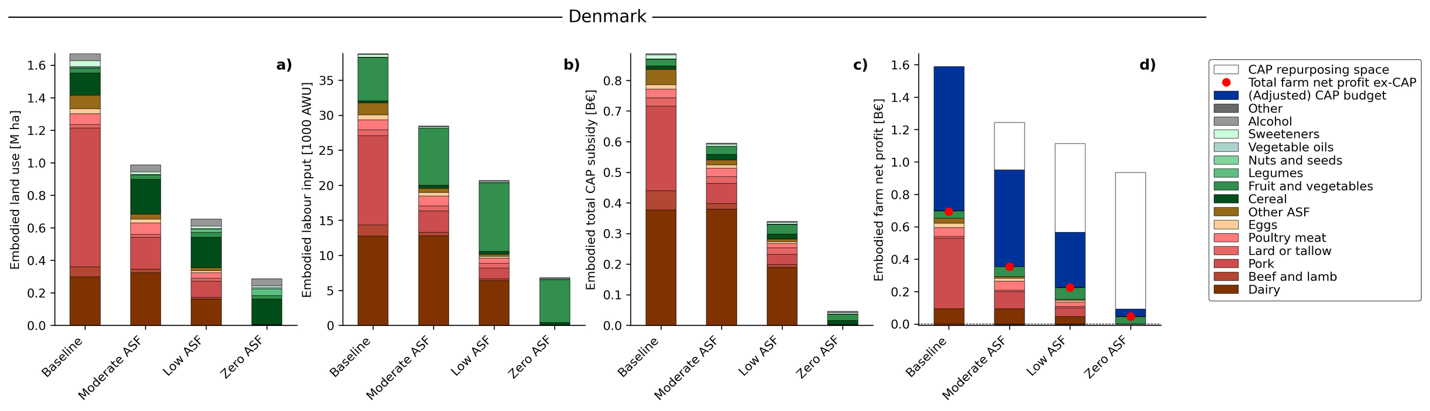 Denmark
a)
Embodied land use [M ha]
1.6
1.4
1.2
1.0
0.8
0.6
0.4
0.2
0.0
Baseline
Moderate ASF
Low ASF
Zero ASF
b)
Embodied labour input [1000 AWU]
35
30
25
20
15
10
5
0
Baseline
Moderate ASF
Low ASF
Zero ASF
c)
Embodied total CAP subsidy [B€]
0.8
0.7
0.6
0.5
0.4
0.3
0.2
0.1
0.0
Baseline
Moderate ASF
Low ASF
Zero ASF
d)
Embodied farm net profit [B€]
1.6
1.4
1.2
1.0
0.8
0.6
0.4
0.2
0.0
Baseline
Moderate ASF
Low ASF
Zero ASF
CAP repurposing space
Total farm net profit ex-CAP
(Adjusted) CAP budget
Other
Alcohol
Sweeteners
Vegetable oils
Nuts and seeds
Legumes
Fruit and vegetables
Cereal
Other ASF
Eggs
Poultry meat
Lard or tallow
Pork
Beef and lamb
Dairy